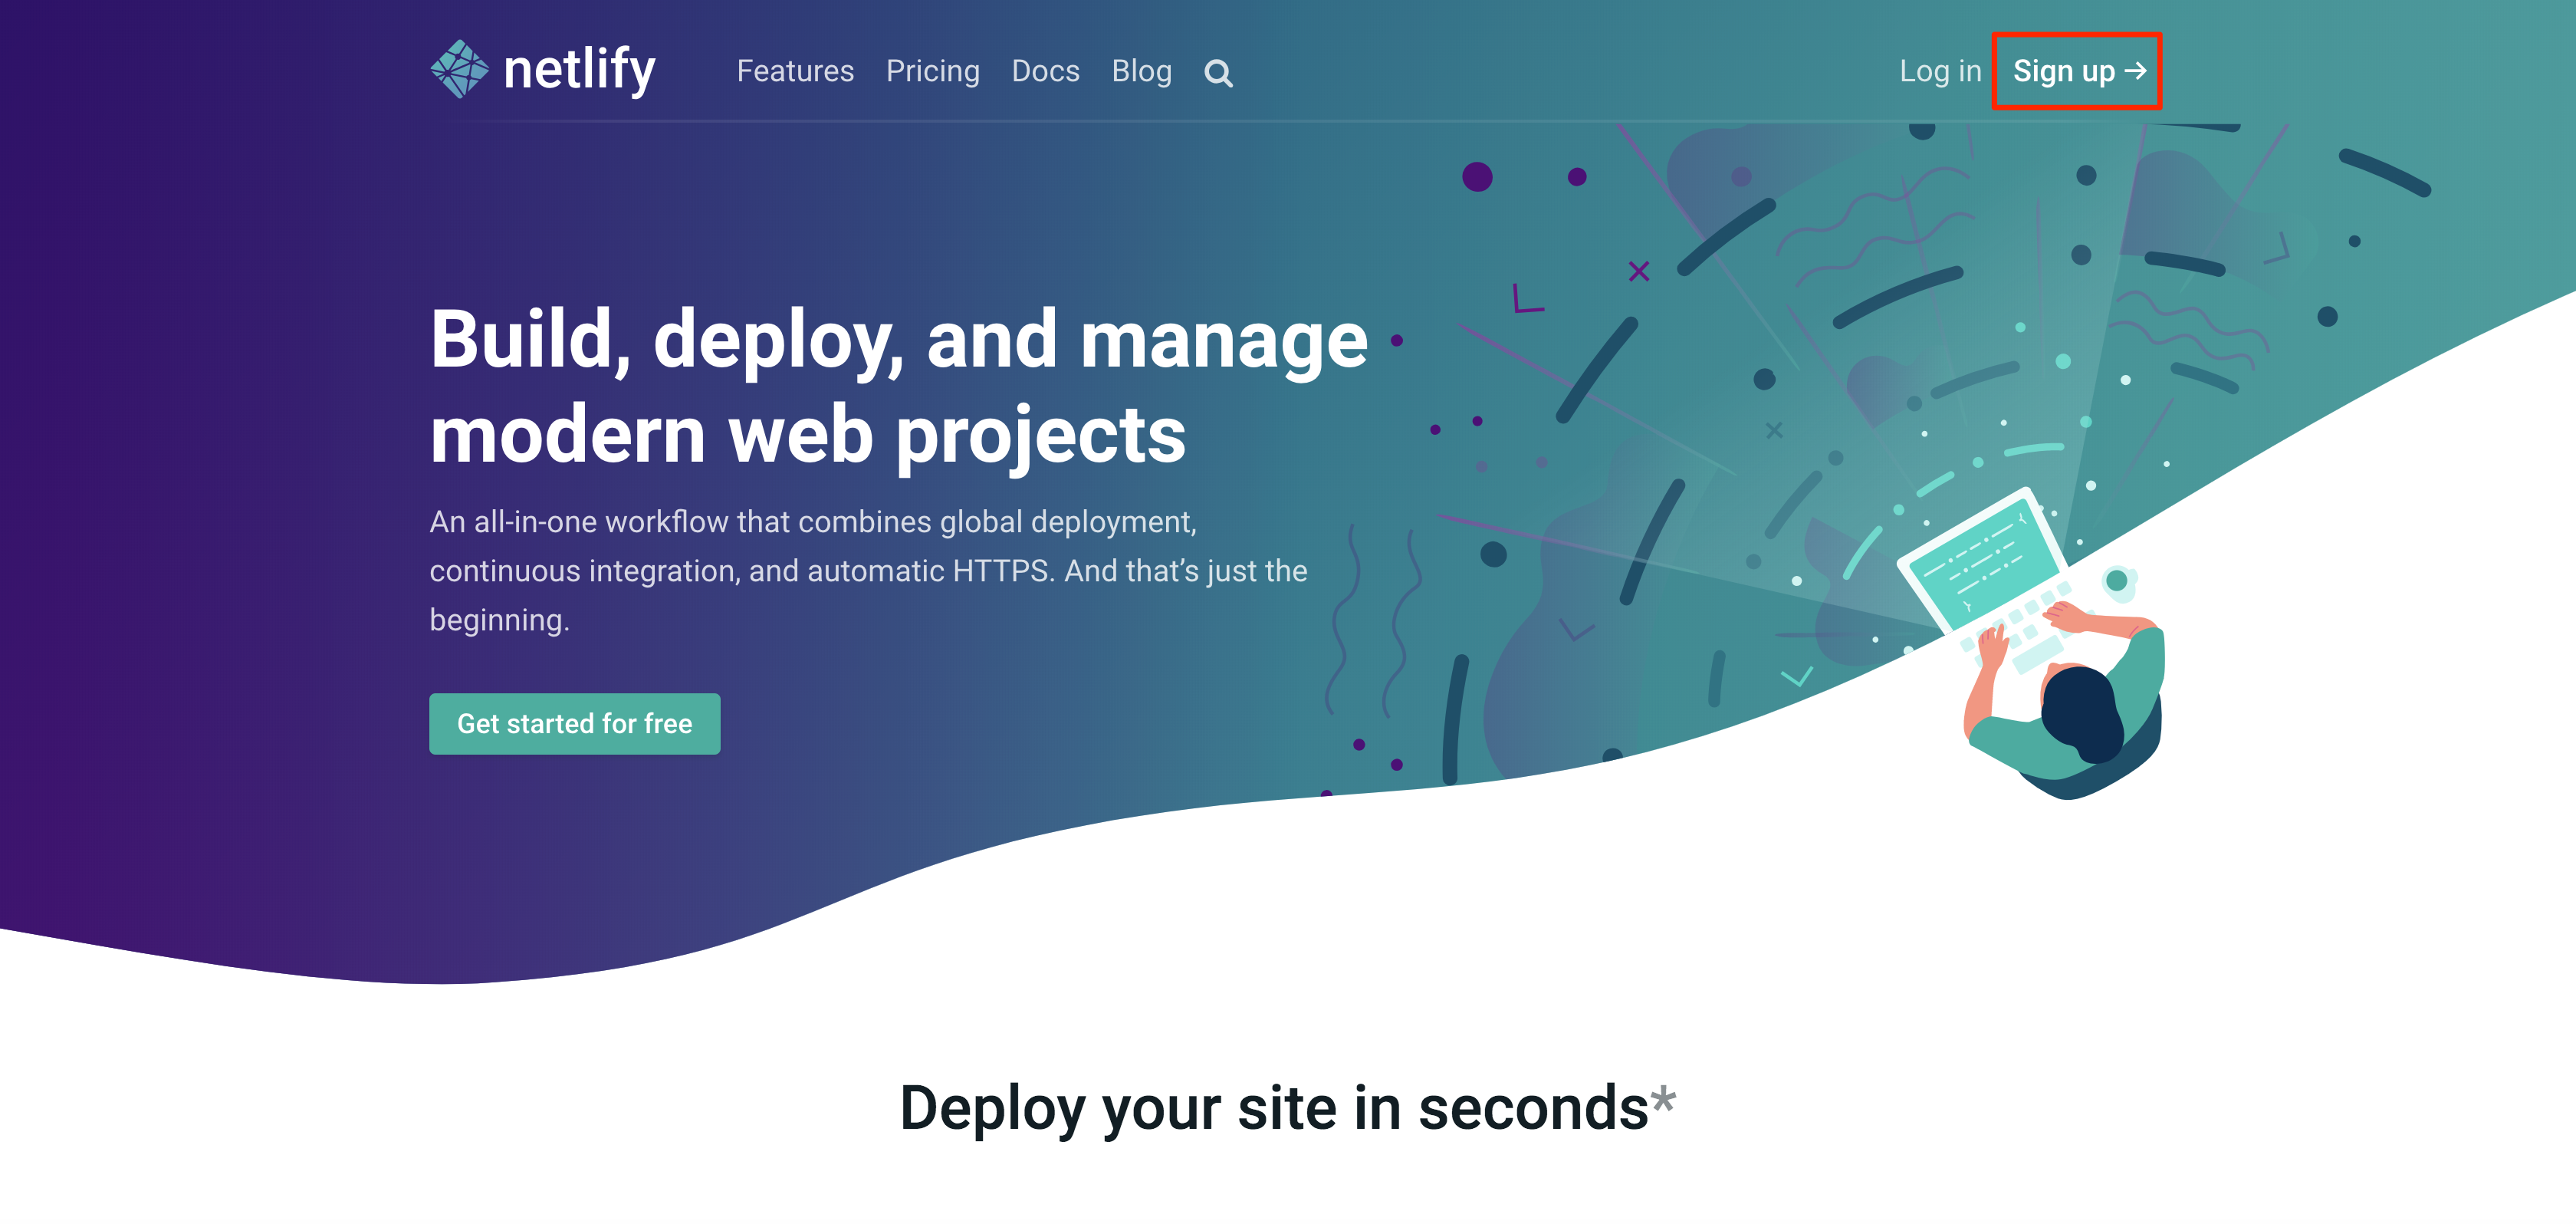 netlify
Features Pricing Docs Blog
Log in Sign up →
Build, deploy, and manage
modern web projects
An all-in-one workflow that combines global deployment,
continuous integration, and automatic HTTPS. And that’s just the
beginning.
Get started for free
Deploy your site in seconds*